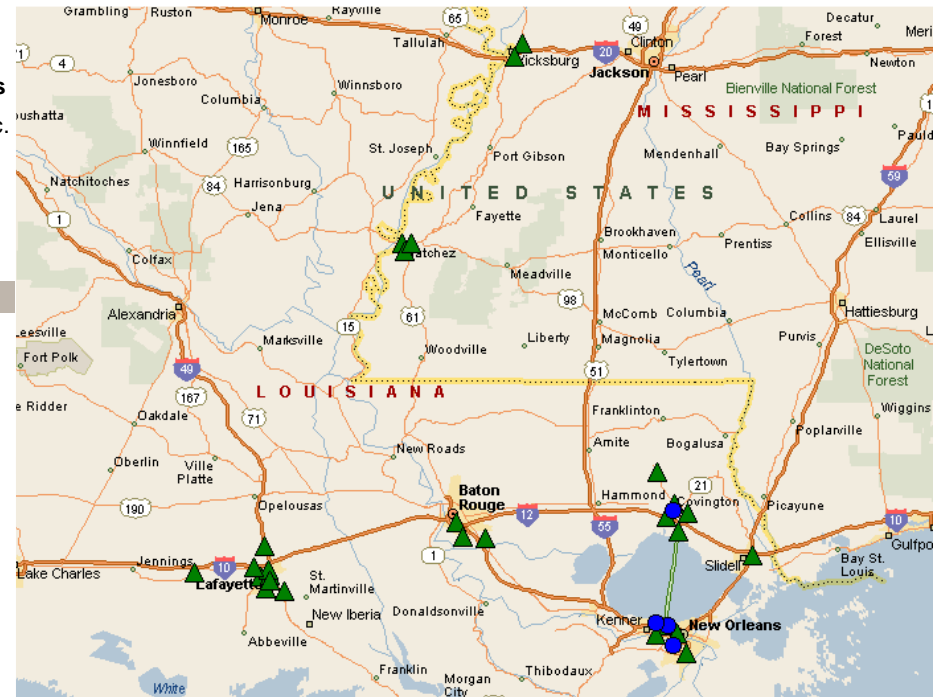 Grambling
Ruston
Monroe
Rayville
65
Tallulah
Vicksburg
20
49
Clinton
Jackson
Pearl
Decatur
Forest
Meri
Newton
4
Jonesboro
Winnsboro
Columbia
s
c.
oushatta
Winnfield
165
St. Joseph
Port Gibson
Bienville National Forest
MISSISSIPPI
Mendenhall
Bay Springs
Pauld
59
Natchitoches
84
Harrisonburg
Jena
UNITED STATES
Fayette
1
Colfax
Brookhaven
Monticello
Prentiss
Collins
84
Laurel
Ellisville
Meadville
Pearl
98
Alexandria
15
61
McComb
Columbia
Hattiesburg
Leesville
Fort Polk
Marksville
Woodville
Liberty
Magnolia
Tylertown
Purvis
DeSoto
National
Forest
49
167
LOUISIANA
51
e Ridder
Oakdale
71
Franklinton
Wiggins
Amite
Bogalusa
Poplarville
Oberlin
Ville
Platte
New Roads
190
Opelousas
Baton
Rouge
12
Hammond
21
Covington
Picayune
55
10
Gulfpo
Jennings
10
1
Slidell
Bay St.
Louis
Lake Charles
Lafayette
St.
Martinville
New Iberia
Donaldsonville
Kenner
New Orleans
Abbeville
Franklin
Thibodaux
Morgan
City
White